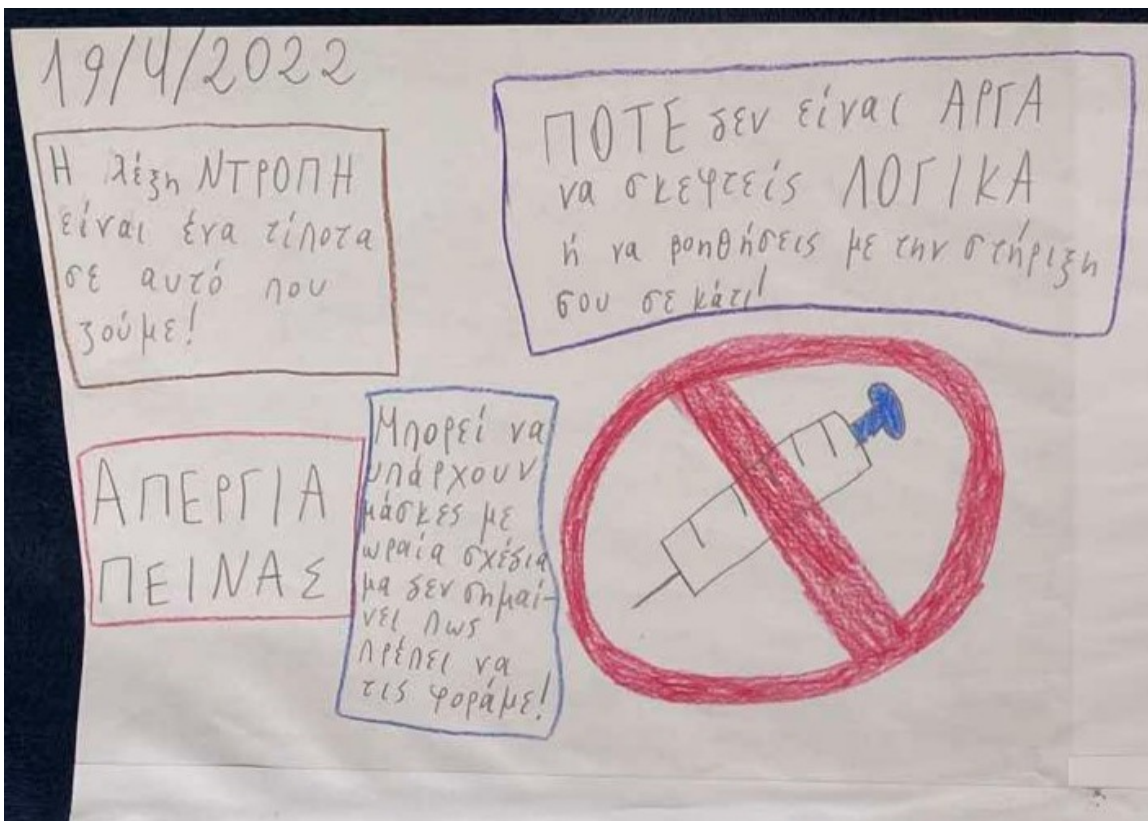 19/4/2022
Η λέξη ΝΤΡΟΠΗ
είναι ένα τίποτα
σε αυτό που
ζούμε!
ΠΟΤΕ δεν είναι ΑΡΓΑ
να σκεφτείς ΛΟΓΙΚΑ
ή να βοηθήσεις με την στήριξη
σου σε κάτι!
ΑΠΕΡΓΙΑ
ΠΕΙΝΑΣ
Μπορεί να
υπάρχουν
μάσκες με
ωραία σχέδια
μα δεν σημαί-
νει πως
πρέπει να
τις φοράμε!